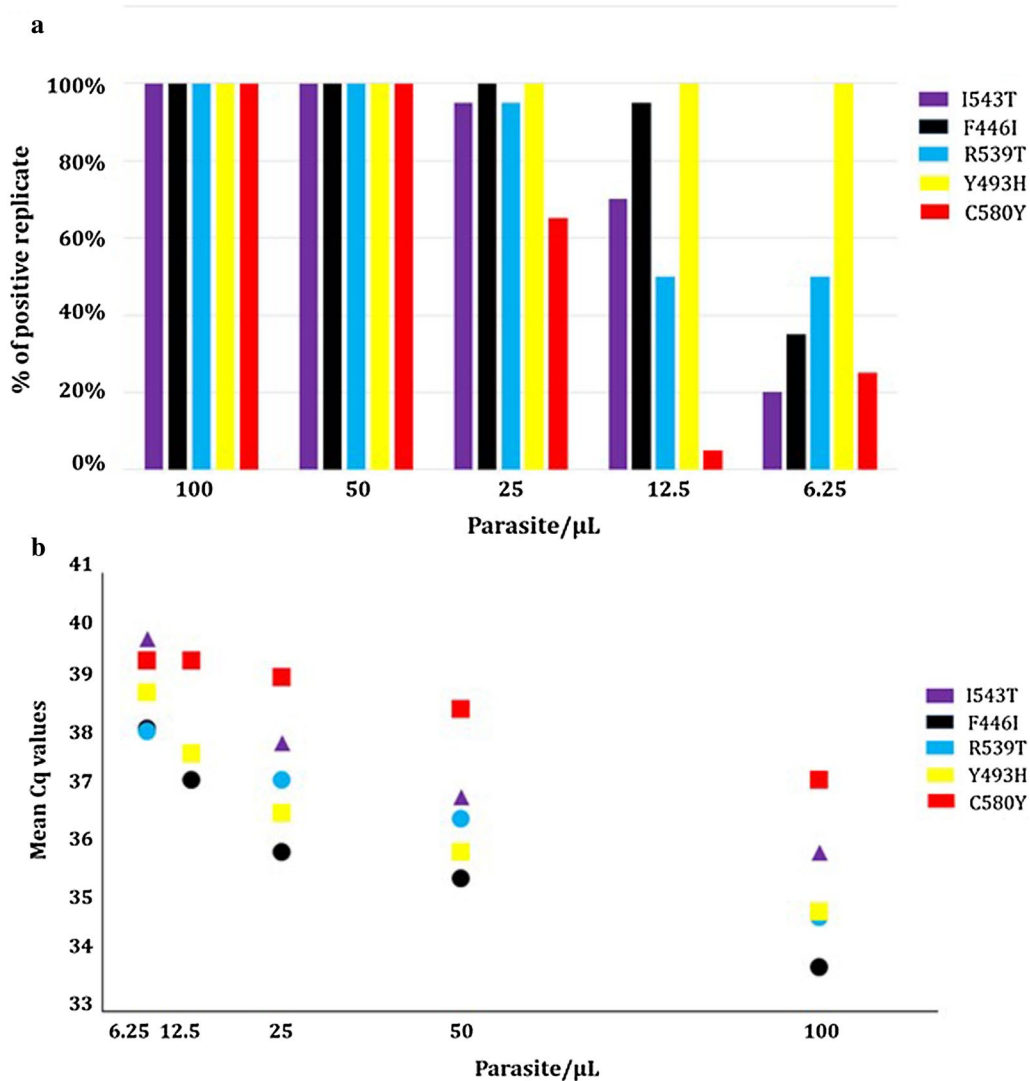 a
100%
80%
60%
40%
20%
0%
% of positive replicate
100 50 25 12.5 6.25
Parasite/µL
I543T
F446I
R539T
Y493H
C580Y
b
41
40
39
38
37
36
35
34
33
Mean Cq values
6.25 12.5 25 50 100
Parasite/µL
I543T
F446I
R539T
Y493H
C580Y